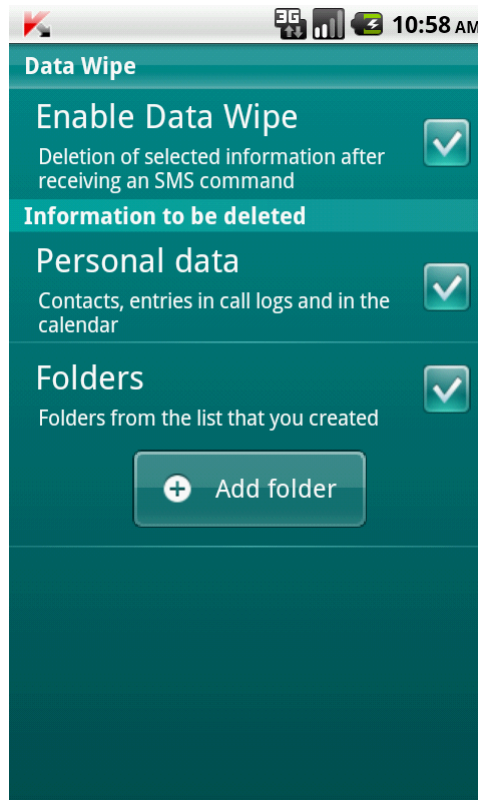 3G 10:58 AM
Data Wipe
Enable Data Wipe
Deletion of selected information after
receiving an SMS command
Information to be deleted
Personal data
Contacts, entries in call logs and in the
calendar
Folders
Folders from the list that you created
Add folder